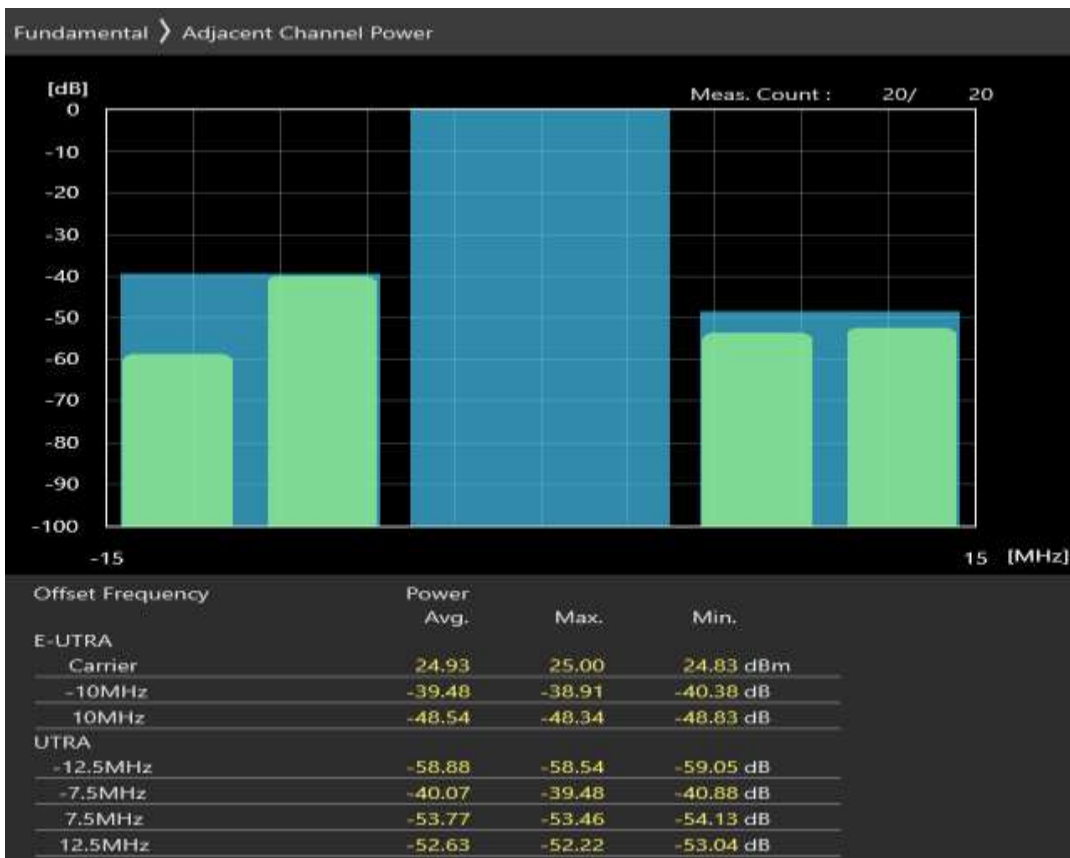 Fundamental ❯ Adjacent Channel Power
[dB]
Meas. Count : 20/ 20
0
-10
-20
-30
-40
-50
-60
-70
-80
-90
-100
-15 15 [MHz]
Offset Frequency Power
Avg. Max. Min.
E-UTRA
Carrier 24.93 25.00 24.83 dBm
-10MHz -39.48 -38.91 -40.38 dB
10MHz -48.54 -48.34 -48.83 dB
UTRA
-12.5MHz -58.88 -58.54 -59.05 dB
-7.5MHz -40.07 -39.48 -40.88 dB
7.5MHz -53.77 -53.46 -54.13 dB
12.5MHz -52.63 -52.22 -53.04 dB